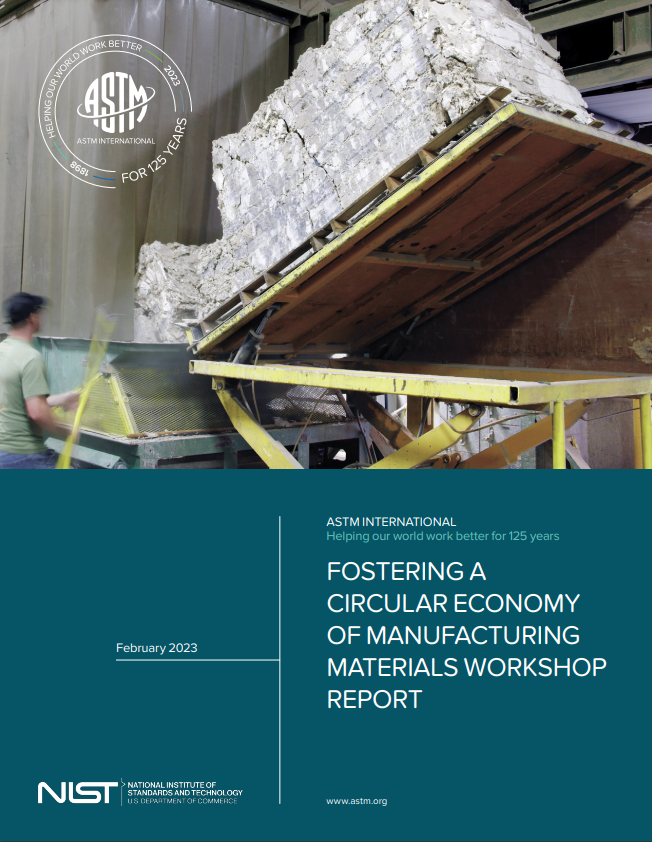 HELPING OUR WORLD WORK BETTER
2023
ASTM
ASTM INTERNATIONAL
1898
FOR 125 YEARS
ASTM INTERNATIONAL
Helping our world work better for 125 years
FOSTERING A
CIRCULAR ECONOMY
OF MANUFACTURING
MATERIALS WORKSHOP
REPORT
February 2023
NIST
NATIONAL INSTITUTE OF
STANDARDS AND TECHNOLOGY
U.S. DEPARTMENT OF COMMERCE
www.astm.org